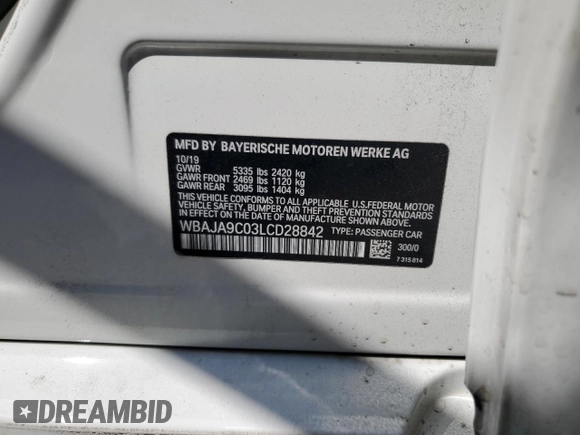 MFD BY BAYERISCHE MOTOREN WERKE AG
10/19
GVWR 5335 lbs 2420 kg
GAWR FRONT 2469 lbs 1120 kg
GAWR REAR 3095 lbs 1404 kg
THIS VEHICLE CONFORMS TO ALL APPLICABLE U.S.FEDERAL MOTOR
VEHICLE SAFETY, BUMPER AND THEFT PREVENTION STANDARDS
IN EFFECT ON THE DATE OF MANUFACTURE SHOWN ABOVE.
WBAJA9C03LCD28842 TYPE: PASSENGER CAR
300/0
7 315 814
DREAMBID